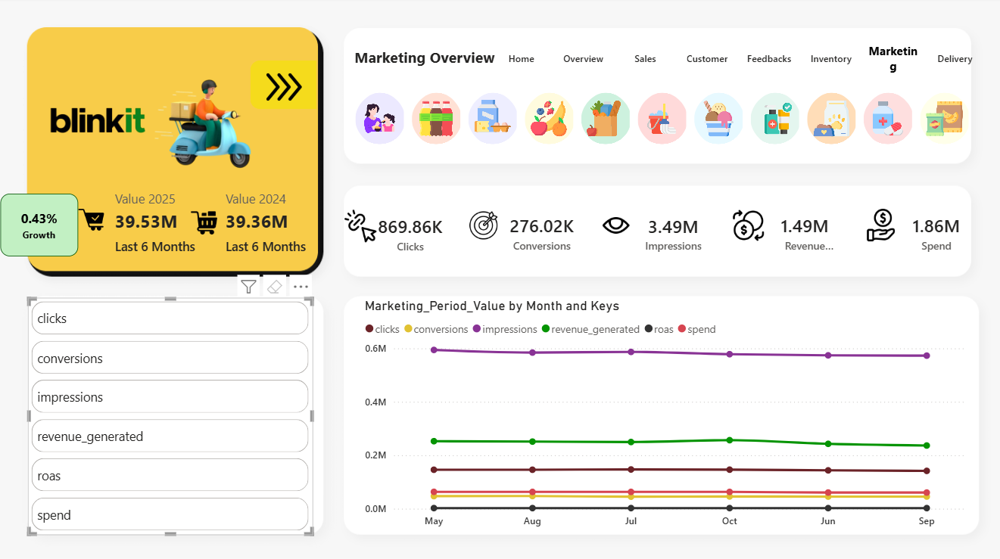 blinkit
Value 2025
Value 2024
0.43%
Growth
39.53M
39.36M
Last 6 Months
Last 6 Months
Marketing Overview
Home
Overview
Sales
Customer
Feedbacks
Inventory
Marketin
g
Delivery
869.86K
Clicks
276.02K
Conversions
3.49M
Impressions
1.49M
Revenue...
1.86M
Spend
clicks
conversions
impressions
revenue_generated
roas
spend
Marketing_Period_Value by Month and Keys
clicks conversions impressions revenue_generated roas spend
0.6M
0.4M
0.2M
0.0M
May Aug Jul Oct Jun Sep